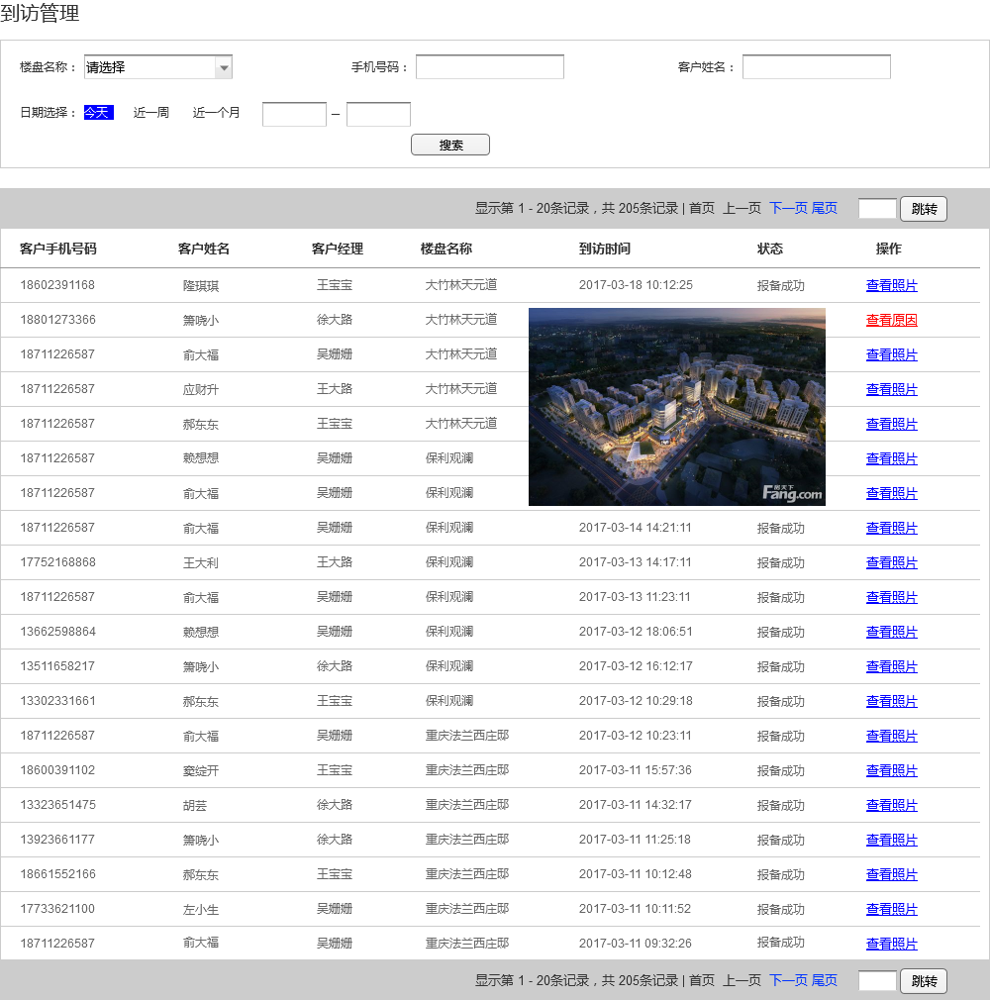 到访管理
楼盘名称： 请选择 手机号码： 客户姓名：
日期选择： 今天 近一周 近一个月 –
搜索
显示第 1 - 20条记录，共 205条记录 | 首页 上一页 下一页 尾页 跳转
客户手机号码 客户姓名 客户经理 楼盘名称 到访时间 状态 操作
18602391168 隆琪琪 王宝宝 大竹林天元道 2017-03-18 10:12:25 报备成功 查看照片
18801273366 箫哓小 徐大路 大竹林天元道 查看原因
18711226587 俞大福 吴姗姗 大竹林天元道 查看照片
18711226587 应财升 王大路 大竹林天元道 查看照片
18711226587 郝东东 王宝宝 大竹林天元道 查看照片
18711226587 赖想想 吴姗姗 保利观澜 查看照片
18711226587 俞大福 吴姗姗 保利观澜 查看照片
房天下
Fang.com
18711226587 俞大福 吴姗姗 保利观澜 2017-03-14 14:21:11 报备成功 查看照片
17752168868 王大利 王大路 保利观澜 2017-03-13 14:17:11 报备成功 查看照片
18711226587 俞大福 吴姗姗 保利观澜 2017-03-13 11:23:11 报备成功 查看照片
13662598864 赖想想 吴姗姗 保利观澜 2017-03-12 18:06:51 报备成功 查看照片
13511658217 箫哓小 徐大路 保利观澜 2017-03-12 16:12:17 报备成功 查看照片
13302331661 郝东东 王宝宝 保利观澜 2017-03-12 10:29:18 报备成功 查看照片
18711226587 俞大福 吴姗姗 重庆法兰西庄邸 2017-03-12 10:23:11 报备成功 查看照片
18600391102 窦绽开 王宝宝 重庆法兰西庄邸 2017-03-11 15:57:36 报备成功 查看照片
13323651475 胡芸 徐大路 重庆法兰西庄邸 2017-03-11 14:32:17 报备成功 查看照片
13923661177 箫哓小 徐大路 重庆法兰西庄邸 2017-03-11 11:25:18 报备成功 查看照片
18661552166 郝东东 王宝宝 重庆法兰西庄邸 2017-03-11 10:12:48 报备成功 查看照片
17733621100 左小生 吴姗姗 重庆法兰西庄邸 2017-03-11 10:11:52 报备成功 查看照片
18711226587 俞大福 吴姗姗 重庆法兰西庄邸 2017-03-11 09:32:26 报备成功 查看照片
显示第 1 - 20条记录，共 205条记录 | 首页 上一页 下一页 尾页 跳转